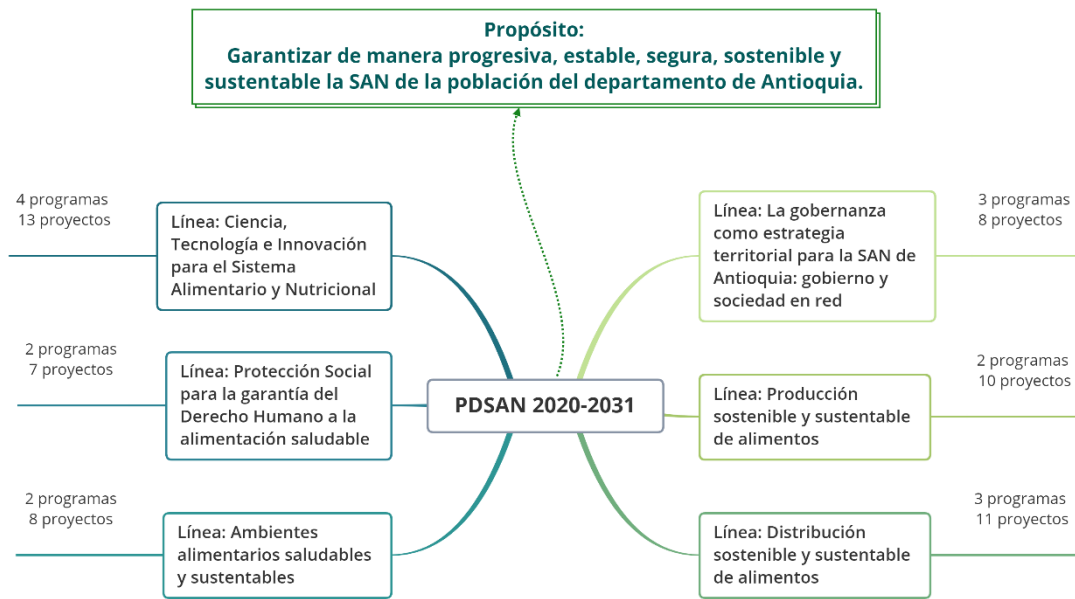 Propósito:
Garantizar de manera progresiva, estable, segura, sostenible y
sustentable la SAN de la población del departamento de Antioquia.
4 programas
13 proyectos
Línea: Ciencia,
Tecnología e Innovación
para el Sistema
Alimentario y Nutricional
2 programas
7 proyectos
Línea: Protección Social
para la garantía del
Derecho Humano a la
alimentación saludable
2 programas
8 proyectos
Línea: Ambientes
alimentarios saludables
y sustentables
PDSAN 2020-2031
Línea: La gobernanza
como estrategia
territorial para la SAN de
Antioquia: gobierno y
sociedad en red
3 programas
8 proyectos
Línea: Producción
sostenible y sustentable
de alimentos
2 programas
10 proyectos
Línea: Distribución
sostenible y sustentable
de alimentos
3 programas
11 proyectos